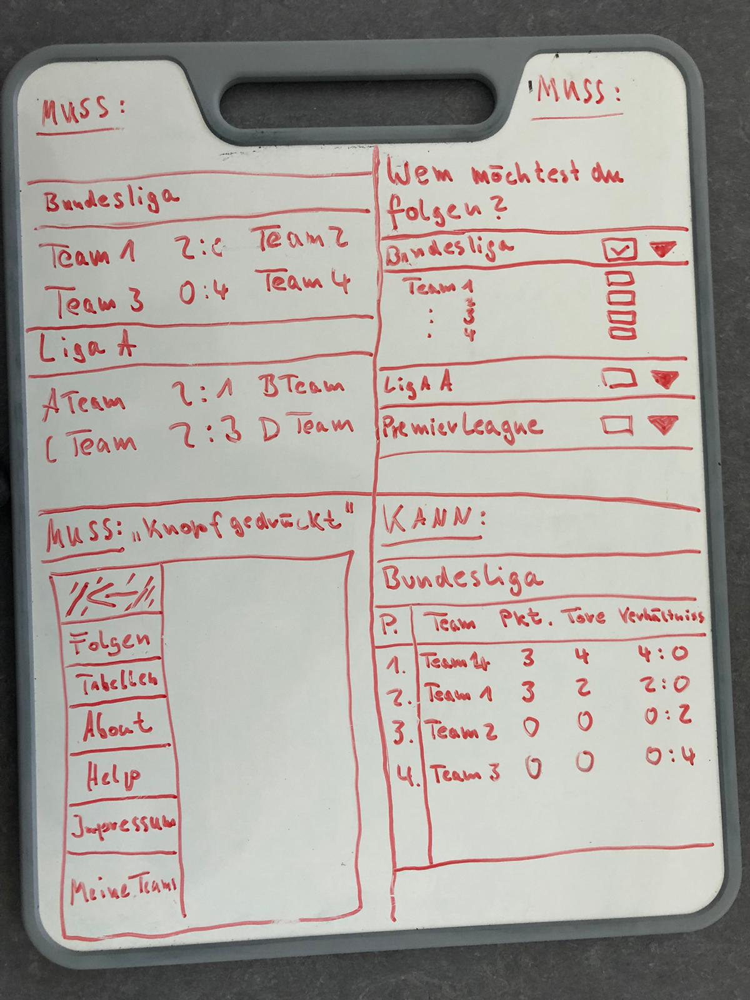 MUSS:
Bundesliga
Team 1 2:0 Team 2
Team 3 0:4 Team 4
Liga A
A Team 2:1 B Team
C Team 2:3 D Team
MUSS:
Wem möchtest du
folgen?
Bundesliga
Team 1
: 2
: 3
. 4
LigA A
Premier League
MUSS: „Knopf gedrückt“
Folgen
Tabellen
About
Help
Impressum
Meine Teams
KANN:
Bundesliga
P. Team Pkt. Tore Verhältniss
1. Team 4 3 4 4:0
2. Team 1 3 2 2:0
3. Team 2 0 0 0:2
4. Team 3 0 0 0:4